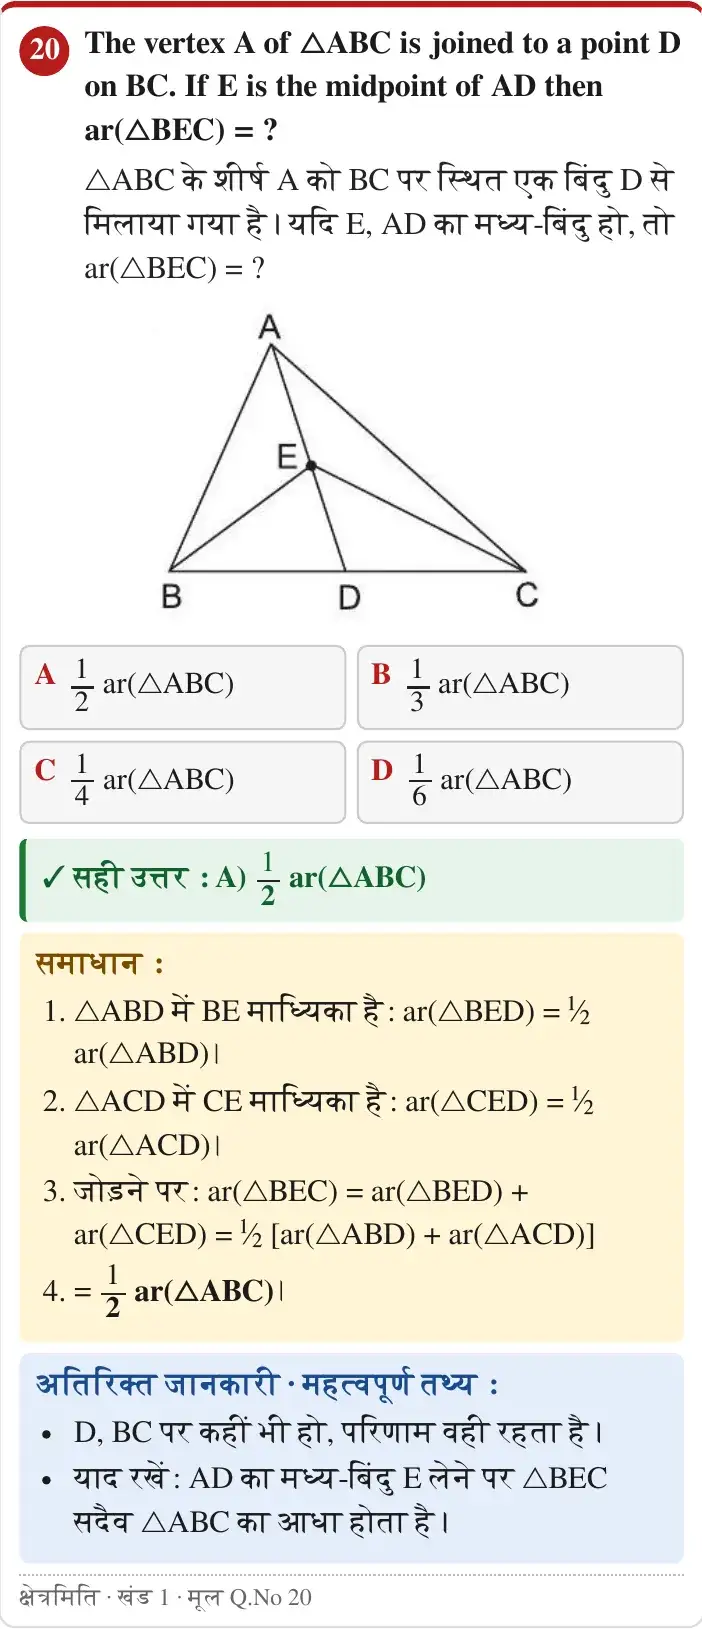 20 The vertex A of △ABC is joined to a point D
on BC. If E is the midpoint of AD then
ar(△BEC) = ?
△ABC के शीर्ष A को BC पर स्थित एक बिंदु D से
मिलाया गया है। यदि E, AD का मध्य-बिंदु हो, तो
ar(△BEC) = ?
A
E
B D C
A 1/2 ar(△ABC) B 1/3 ar(△ABC)
C 1/4 ar(△ABC) D 1/6 ar(△ABC)
✓ सही उत्तर : A) 1/2 ar(△ABC)
समाधान :
1. △ABD में BE माध्यिका है : ar(△BED) = ½
ar(△ABD)।
2. △ACD में CE माध्यिका है : ar(△CED) = ½
ar(△ACD)।
3. जोड़ने पर : ar(△BEC) = ar(△BED) +
ar(△CED) = ½ [ar(△ABD) + ar(△ACD)]
4. = 1/2 ar(△ABC)।
अतिरिक्त जानकारी · महत्वपूर्ण तथ्य :
• D, BC पर कहीं भी हो, परिणाम वही रहता है।
• याद रखें : AD का मध्य-बिंदु E लेने पर △BEC
सदैव △ABC का आधा होता है।
क्षेत्रमिति · खंड 1 · मूल Q.No 20